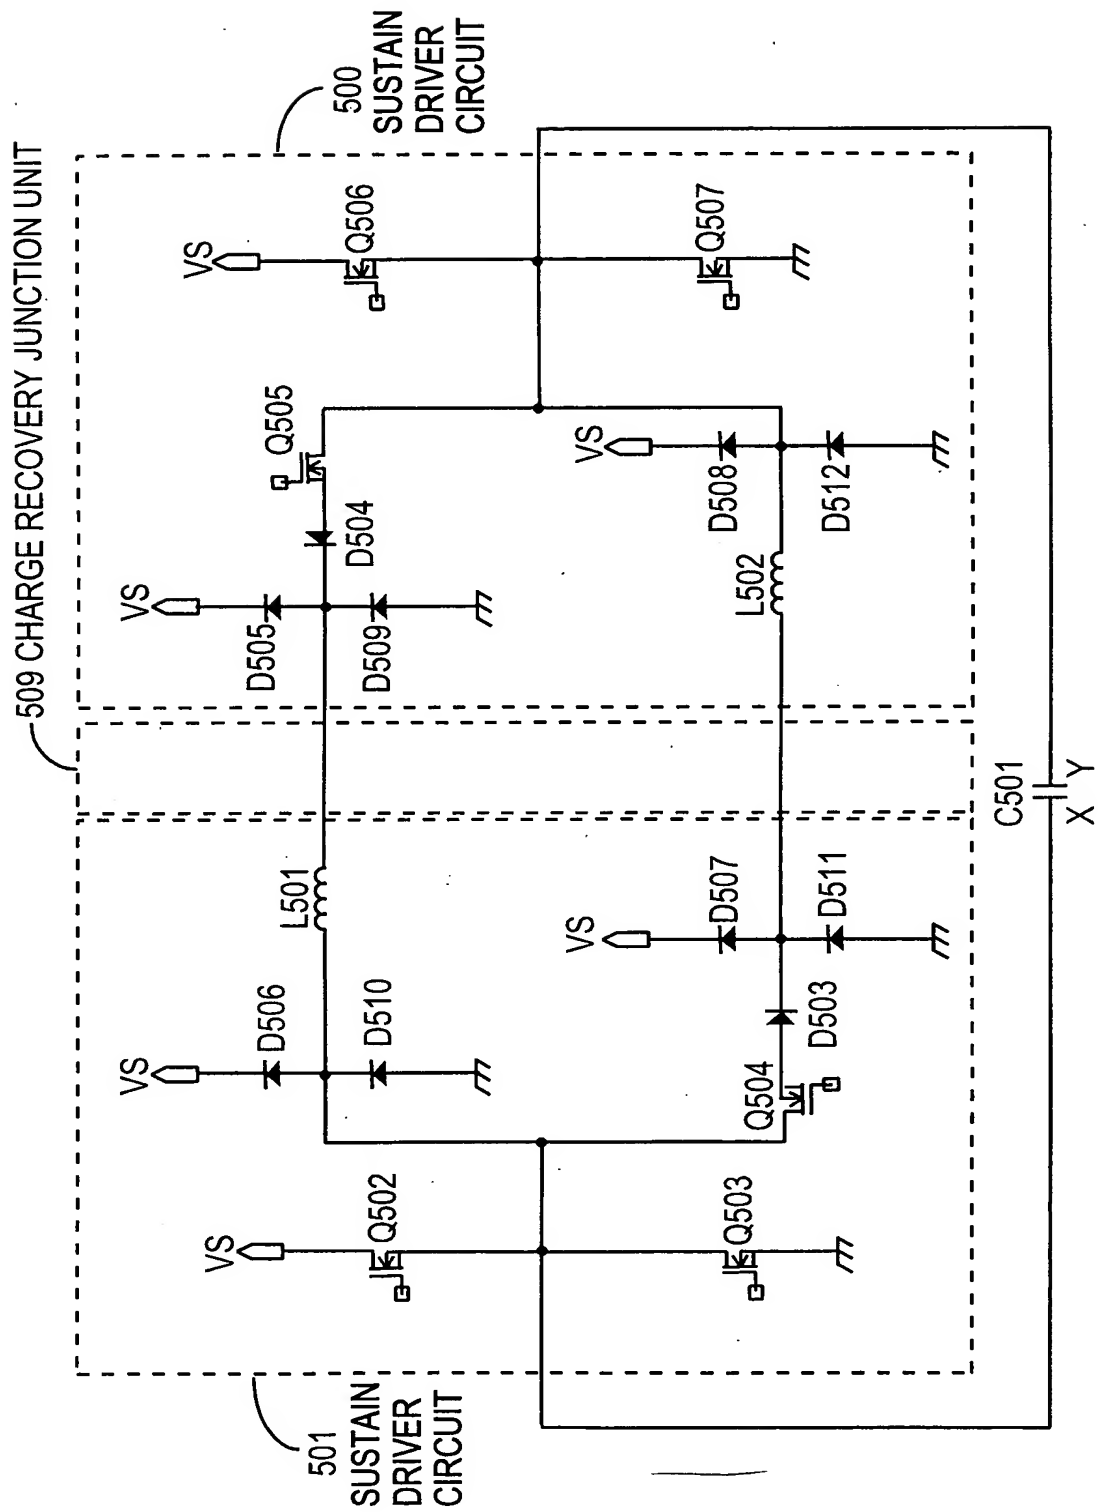 509 CHARGE RECOVERY JUNCTION UNIT
501
SUSTAIN
DRIVER
CIRCUIT
500
SUSTAIN
DRIVER
CIRCUIT
VS
Q502
Q503
VS
D506
D510
L501
Q504
D503
VS
D507
D511
VS
D505
D509
D504
Q505
L502
VS
D508
D512
VS
Q506
Q507
C501
X Y